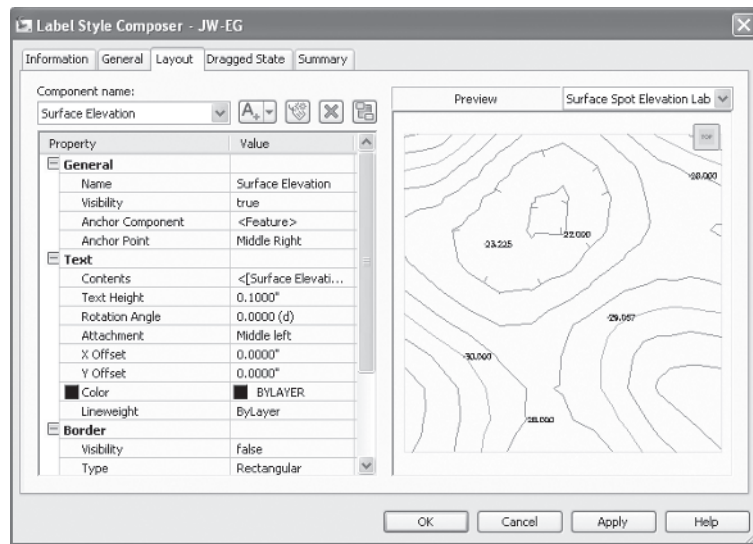 Label Style Composer - JW-EG
Information General Layout Dragged State Summary
Component name:
Surface Elevation
Preview
Surface Spot Elevation Lab
Property Value
General
Name Surface Elevation
Visibility true
Anchor Component <Feature>
Anchor Point Middle Right
Text
Contents <[Surface Elevati...
Text Height 0.1000"
Rotation Angle 0.0000 (d)
Attachment Middle left
X Offset 0.0000"
Y Offset 0.0000"
Color BYLAYER
Lineweight ByLayer
Border
Visibility false
Type Rectangular
TOP
23.225
22.000
29.057
30.000
OK Cancel Apply Help